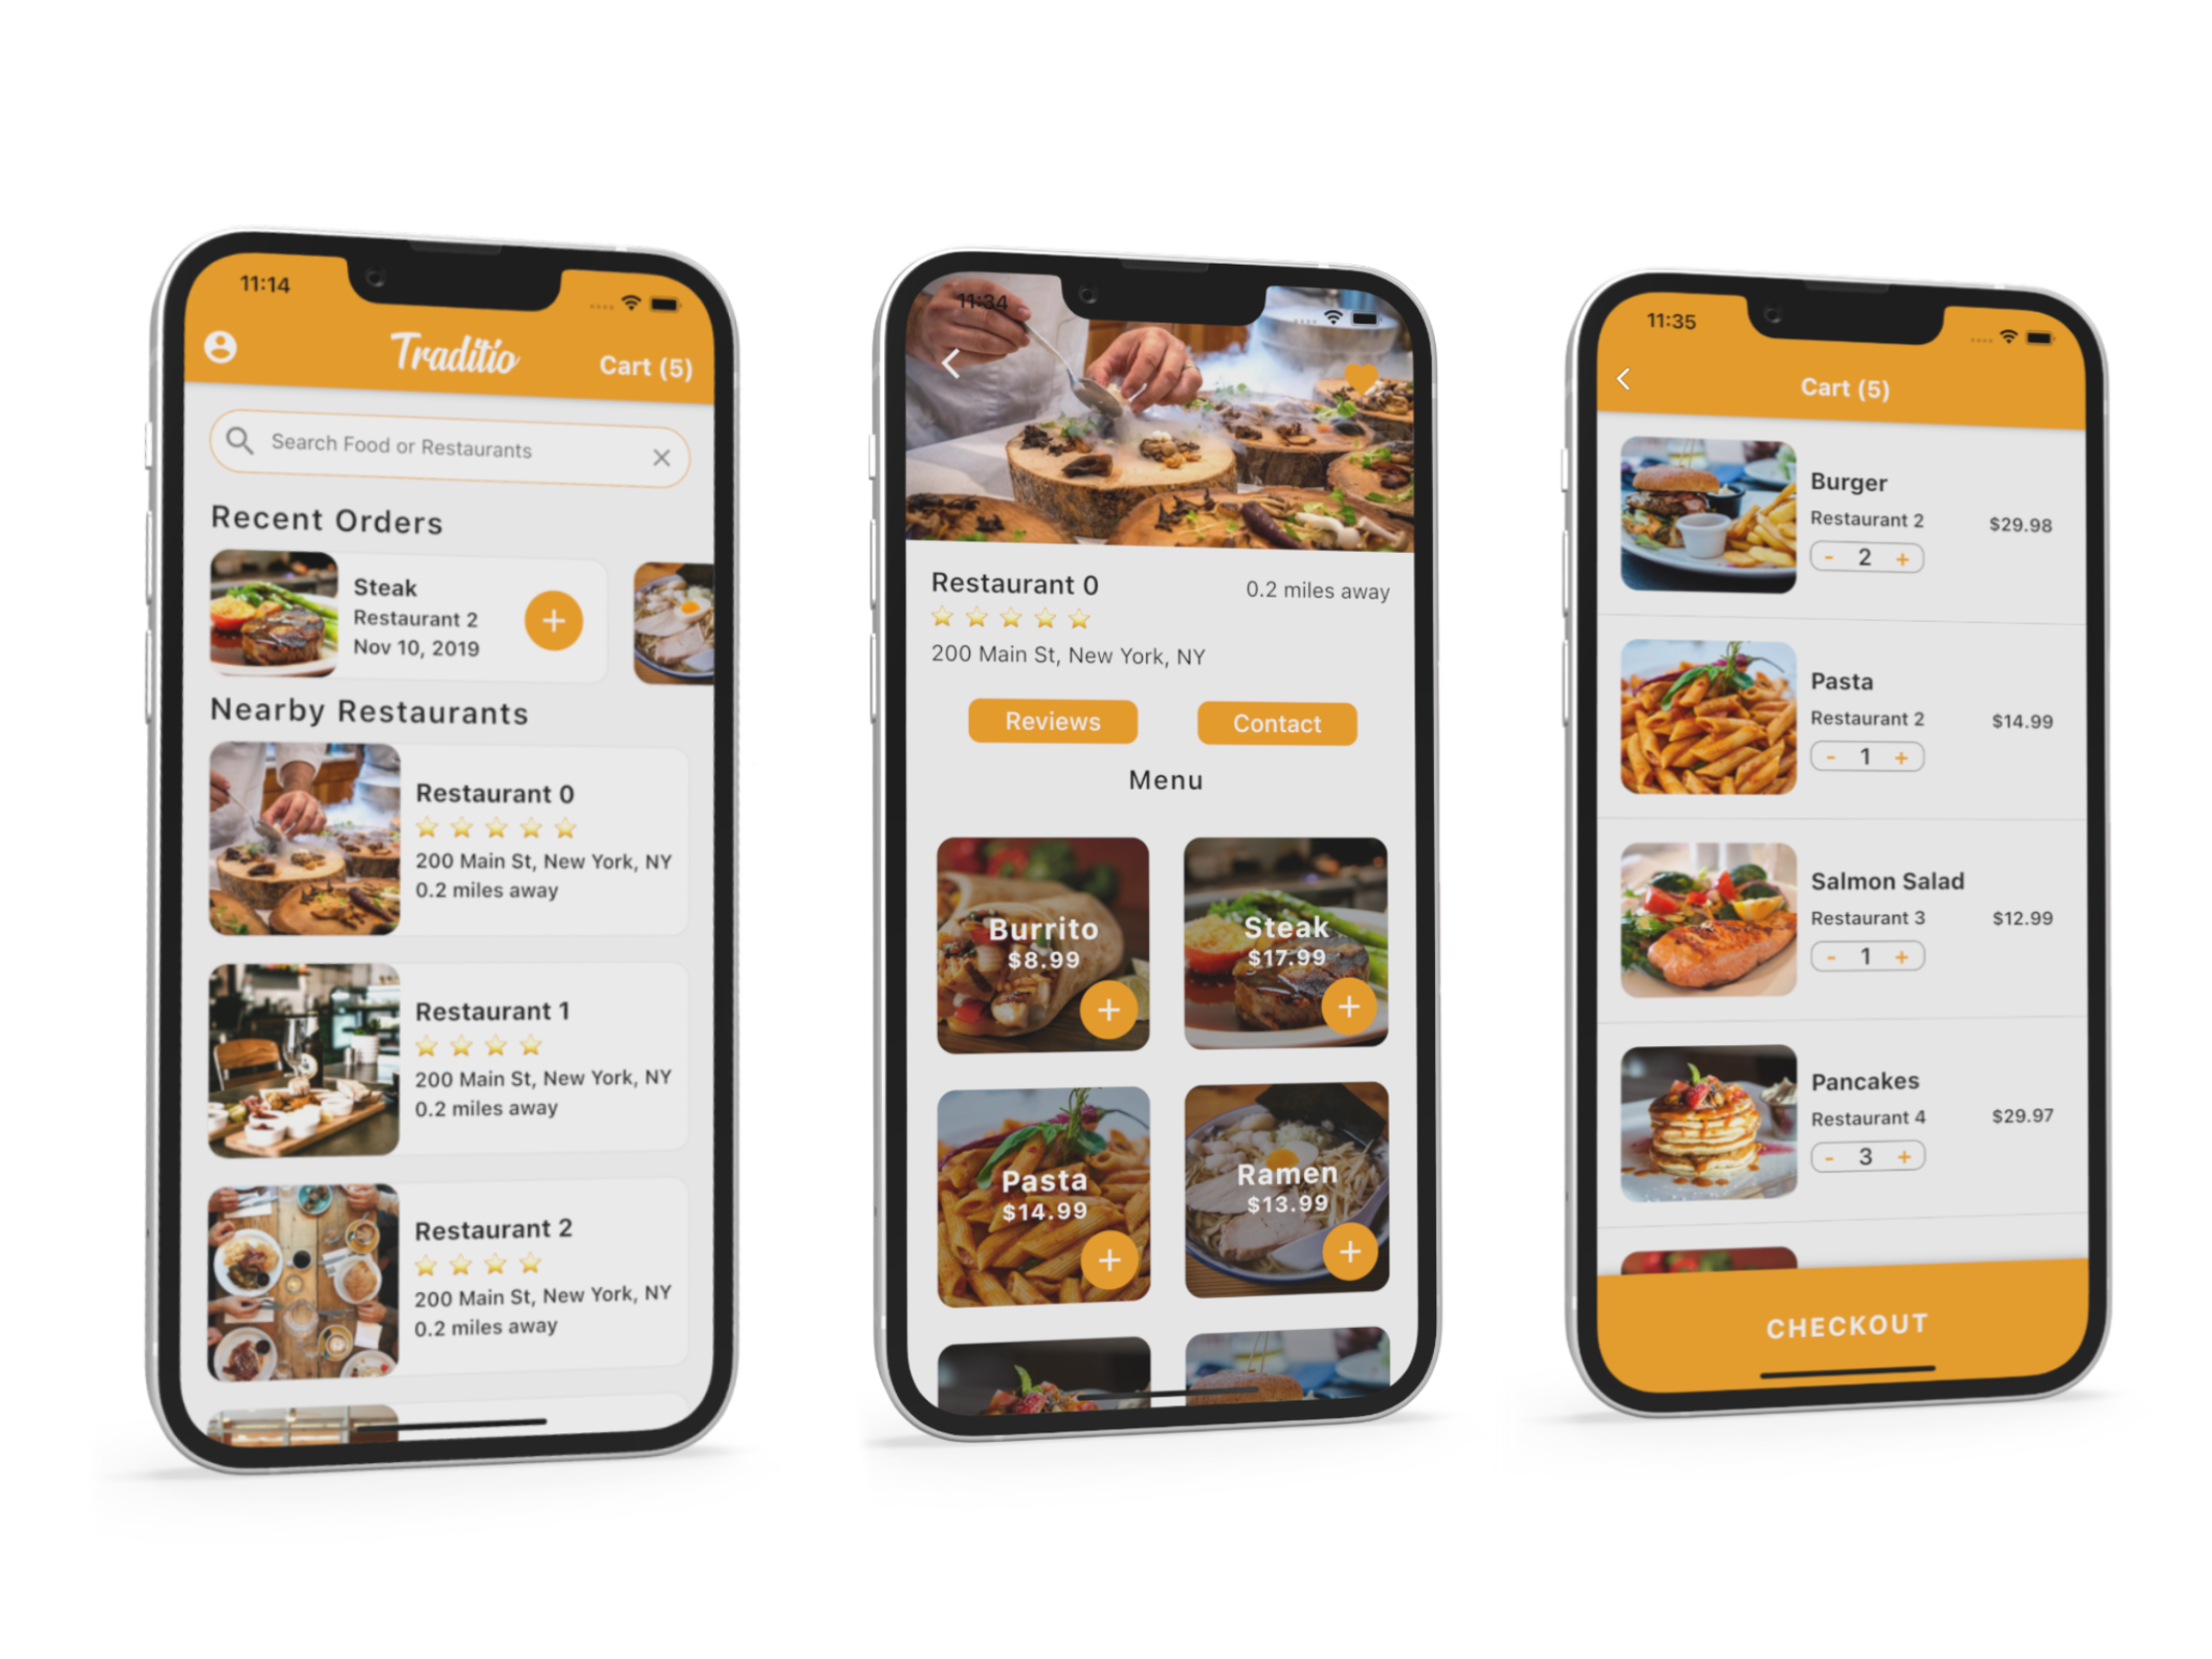 11:14
Traditio
Cart (5)
Search Food or Restaurants
Recent Orders
Steak
Restaurant 2
Nov 10, 2019
+
Nearby Restaurants
Restaurant 0
200 Main St, New York, NY
0.2 miles away
Restaurant 1
200 Main St, New York, NY
0.2 miles away
Restaurant 2
200 Main St, New York, NY
0.2 miles away
11:34
Restaurant 0
0.2 miles away
200 Main St, New York, NY
Reviews
Contact
Menu
Burrito
$8.99
+
Steak
$17.99
+
Pasta
$14.99
+
Ramen
$13.99
+
11:35
Cart (5)
Burger
Restaurant 2
$29.98
- 2 +
Pasta
Restaurant 2
$14.99
- 1 +
Salmon Salad
Restaurant 3
$12.99
- 1 +
Pancakes
Restaurant 4
$29.97
- 3 +
CHECKOUT